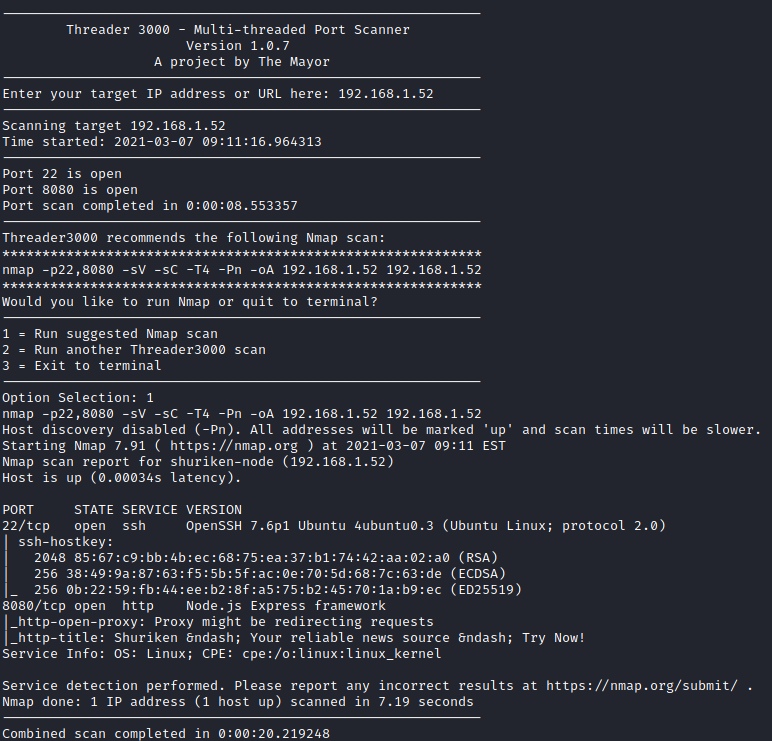 Threader 3000 - Multi-threaded Port Scanner
Version 1.0.7
A project by The Mayor
Enter your target IP address or URL here: 192.168.1.52
Scanning target 192.168.1.52
Time started: 2021-03-07 09:11:16.964313
Port 22 is open
Port 8080 is open
Port scan completed in 0:00:08.553357
Threader3000 recommends the following Nmap scan:
************************************************************
nmap -p22,8080 -sV -sC -T4 -Pn -oA 192.168.1.52 192.168.1.52
************************************************************
Would you like to run Nmap or quit to terminal?
1 = Run suggested Nmap scan
2 = Run another Threader3000 scan
3 = Exit to terminal
Option Selection: 1
nmap -p22,8080 -sV -sC -T4 -Pn -oA 192.168.1.52 192.168.1.52
Host discovery disabled (-Pn). All addresses will be marked 'up' and scan times will be slower.
Starting Nmap 7.91 ( https://nmap.org ) at 2021-03-07 09:11 EST
Nmap scan report for shuriken-node (192.168.1.52)
Host is up (0.00034s latency).
PORT     STATE SERVICE VERSION
22/tcp   open  ssh     OpenSSH 7.6p1 Ubuntu 4ubuntu0.3 (Ubuntu Linux; protocol 2.0)
| ssh-hostkey:
|   2048 85:67:c9:bb:4b:ec:68:75:ea:37:b1:74:42:aa:02:a0 (RSA)
|   256 38:49:9a:87:63:f5:5b:5f:ac:0e:70:5d:68:7c:63:de (ECDSA)
|_  256 0b:22:59:fb:44:ee:b2:8f:a5:75:b2:45:70:1a:b9:ec (ED25519)
8080/tcp open  http    Node.js Express framework
|_http-open-proxy: Proxy might be redirecting requests
|_http-title: Shuriken &ndash; Your reliable news source &ndash; Try Now!
Service Info: OS: Linux; CPE: cpe:/o:linux:linux_kernel
Service detection performed. Please report any incorrect results at https://nmap.org/submit/ .
Nmap done: 1 IP address (1 host up) scanned in 7.19 seconds
Combined scan completed in 0:00:20.219248